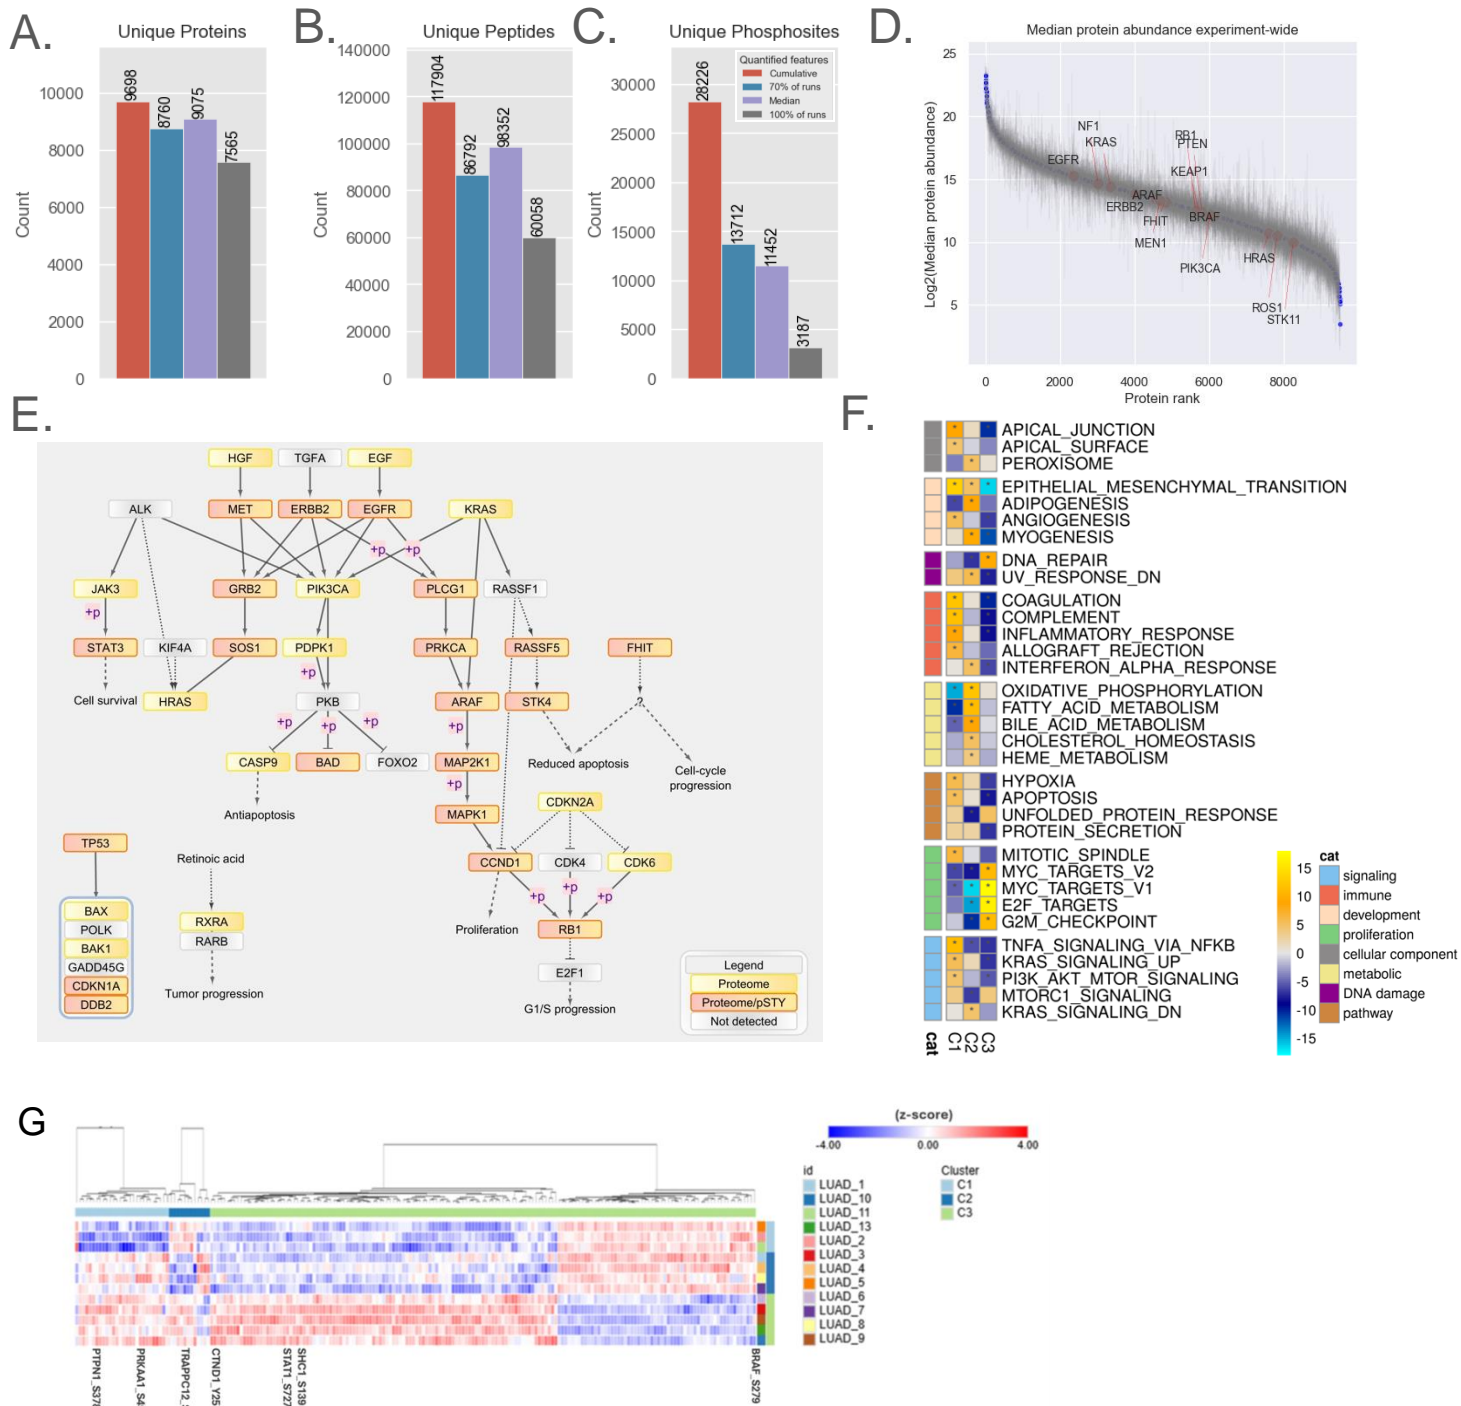 A.
Unique Proteins
Count
10000
8000
6000
4000
2000
0
9698
8760
9075
7565
B.
Unique Peptides
Count
140000
120000
100000
80000
60000
40000
20000
0
117904
86792
98352
60058
C.
Unique Phosphosites
Count
30000
25000
20000
15000
10000
5000
0
28226
13712
11452
3187
Quantified features
Cumulative
70% of runs
Median
100% of runs
D.
Median protein abundance experiment-wide
Log2(Median protein abundance)
25
20
15
10
5
NF1
KRAS
EGFR
RB1
PTEN
KEAP1
ARAF
ERBB2
FHIT
BRAF
MEN1
PIK3CA
HRAS
ROS1
STK11
0 2000 4000 6000 8000
Protein rank
E.
HGF TGFA EGF
ALK MET ERBB2 EGFR KRAS
+p +p
JAK3 GRB2 PIK3CA PLCG1 RASSF1
+p
STAT3 KIF4A SOS1 PDPK1 PRKCA RASSF5 FHIT
+p
Cell survival HRAS PKB ARAF STK4 ?
+p +p +p +p
CASP9 BAD FOXO2 MAP2K1 Reduced apoptosis
Cell-cycle
progression
+p
Antiapoptosis MAPK1 CDKN2A
TP53 Retinoic acid CCND1 CDK4 CDK6
+p +p +p
BAX
POLK
BAK1
GADD45G
CDKN1A
DDB2
RXRA
RARB
Tumor progression
Proliferation RB1
E2F1
G1/S progression
Legend
Proteome
Proteome/pSTY
Not detected
F.
APICAL_JUNCTION
APICAL_SURFACE
PEROXISOME
EPITHELIAL_MESENCHYMAL_TRANSITION
ADIPOGENESIS
ANGIOGENESIS
MYOGENESIS
DNA_REPAIR
UV_RESPONSE_DN
COAGULATION
COMPLEMENT
INFLAMMATORY_RESPONSE
ALLOGRAFT_REJECTION
INTERFERON_ALPHA_RESPONSE
OXIDATIVE_PHOSPHORYLATION
FATTY_ACID_METABOLISM
BILE_ACID_METABOLISM
CHOLESTEROL_HOMEOSTASIS
HEME_METABOLISM
HYPOXIA
APOPTOSIS
UNFOLDED_PROTEIN_RESPONSE
PROTEIN_SECRETION
MITOTIC_SPINDLE
MYC_TARGETS_V2
MYC_TARGETS_V1
E2F_TARGETS
G2M_CHECKPOINT
TNFA_SIGNALING_VIA_NFKB
KRAS_SIGNALING_UP
PI3K_AKT_MTOR_SIGNALING
MTORC1_SIGNALING
KRAS_SIGNALING_DN
cat C1 C2 C3
15
10
5
0
-5
-10
-15
cat
signaling
immune
development
proliferation
cellular component
metabolic
DNA damage
pathway
G
(z-score)
-4.00 0.00 4.00
id
LUAD_1
LUAD_10
LUAD_11
LUAD_13
LUAD_2
LUAD_3
LUAD_4
LUAD_5
LUAD_6
LUAD_7
LUAD_8
LUAD_9
Cluster
C1
C2
C3
PTPN1_S378
PRKAA1_S4
TRAPPC12_
CTND1_Y25
STAT1_S727
SHC1_S139
BRAF_S279